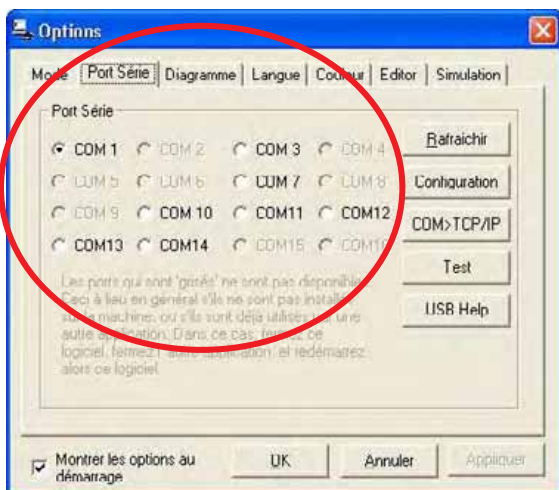 Options
Mode Port Série Diagramme Langue Couleur Editor Simulation
Port Série
COM 1 COM 2 COM 3 COM 4
COM 5 COM 6 COM 7 COM 8
COM 9 COM 10 COM11 COM12
COM13 COM14 COM15 COM16
Rafraichir
Configuration
COM>TCP/IP
Test
USB Help
Les ports qui sont 'grisés' ne sont pas disponible
Ceci à lieu en général s'ils ne sont pas installé
sur la machine, ou s'ils sont déjà utilisés une
autre application. Dans ce cas, fermez ce
logiciel, fermez l'autre application, et redémarrez
alors ce logiciel.
Montrer les options au
démarrage
OK Annuler Appliquer